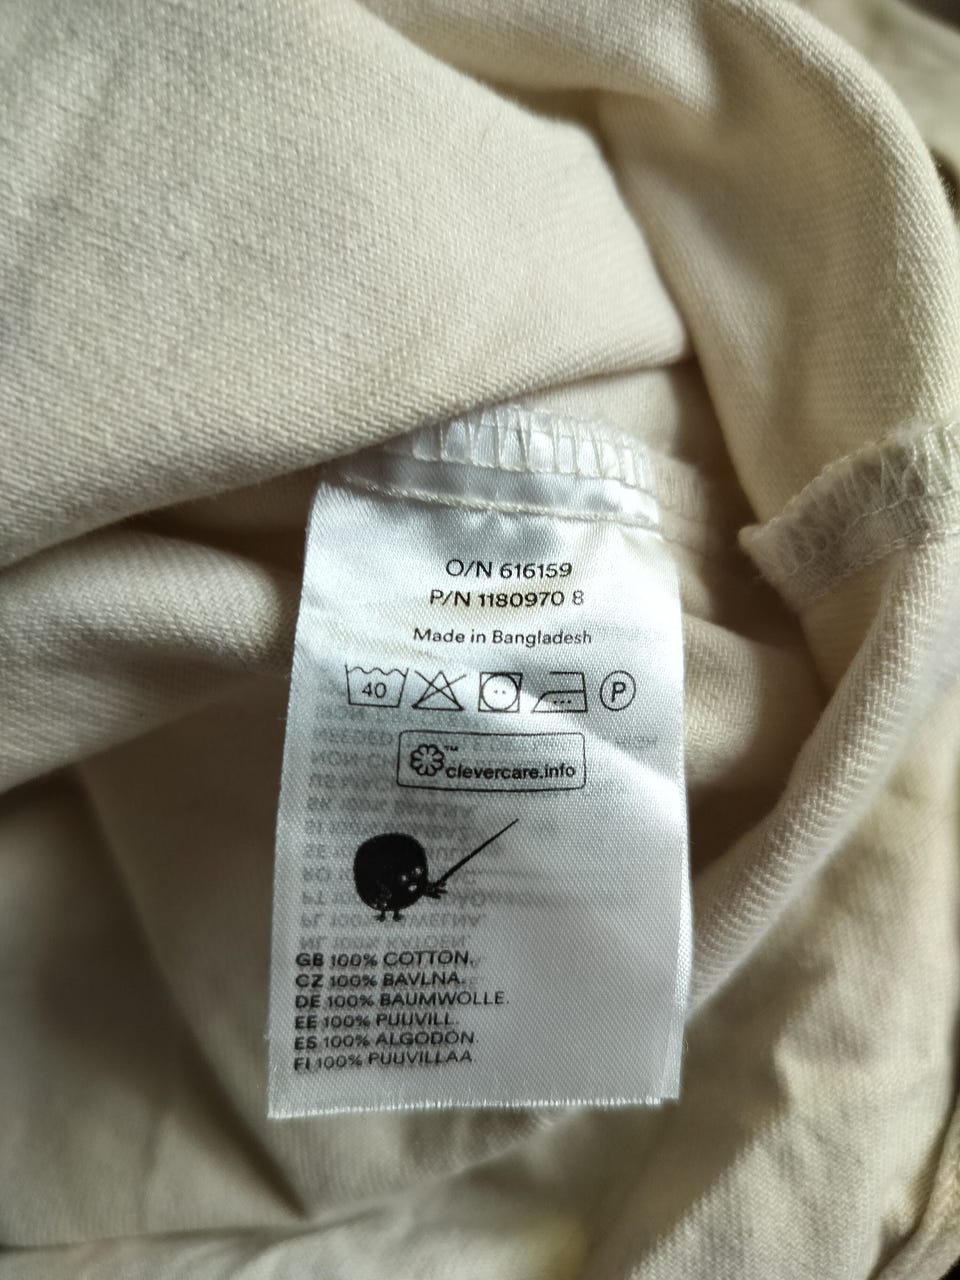 O/N 616159
P/N 1180970 8
Made in Bangladesh
40 P
™
clevercare.info
GB 100% COTTON.
CZ 100% BAVLNA.
DE 100% BAUMWOLLE.
EE 100% PUUVILL.
ES 100% ALGODÓN.
FI 100% PUUVILLAA.